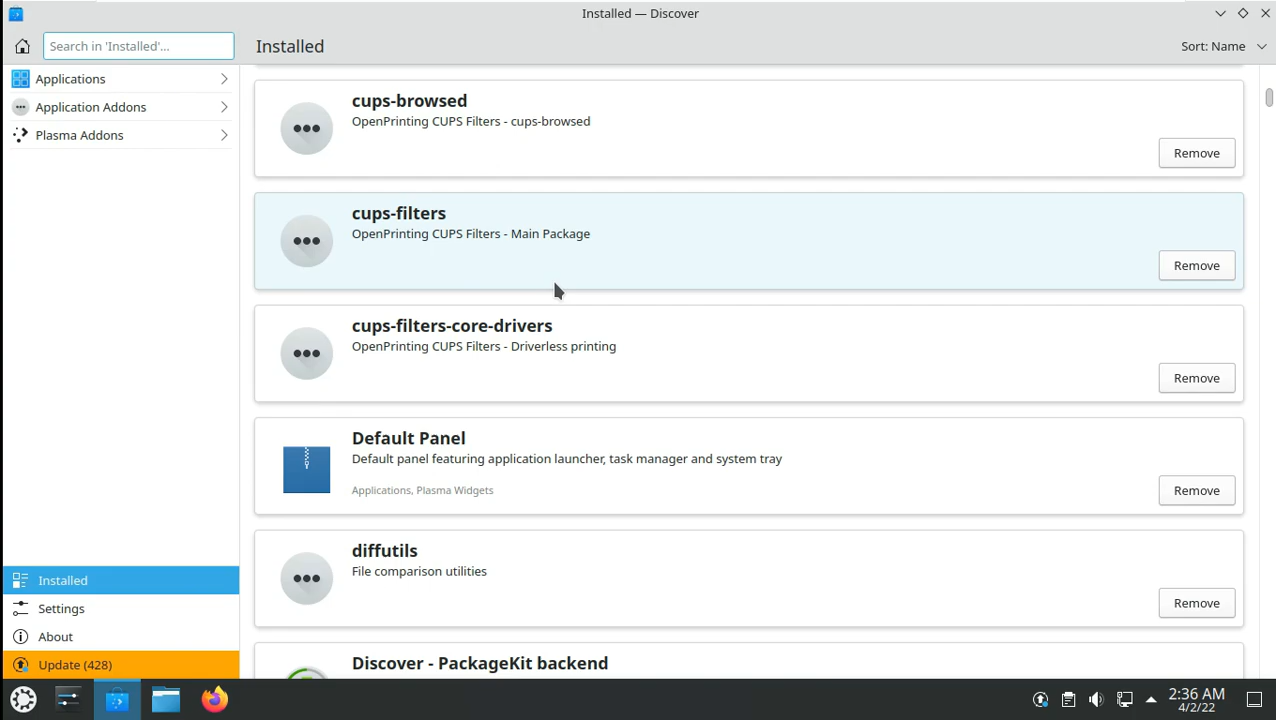 Installed — Discover
Search in 'Installed'...
Installed
Sort: Name
Applications
Application Addons
Plasma Addons
Installed
Settings
About
Update (428)
cups-browsed
OpenPrinting CUPS Filters - cups-browsed
Remove
cups-filters
OpenPrinting CUPS Filters - Main Package
Remove
cups-filters-core-drivers
OpenPrinting CUPS Filters - Driverless printing
Remove
Default Panel
Default panel featuring application launcher, task manager and system tray
Applications, Plasma Widgets
Remove
diffutils
File comparison utilities
Remove
Discover - PackageKit backend
2:36 AM
4/2/22